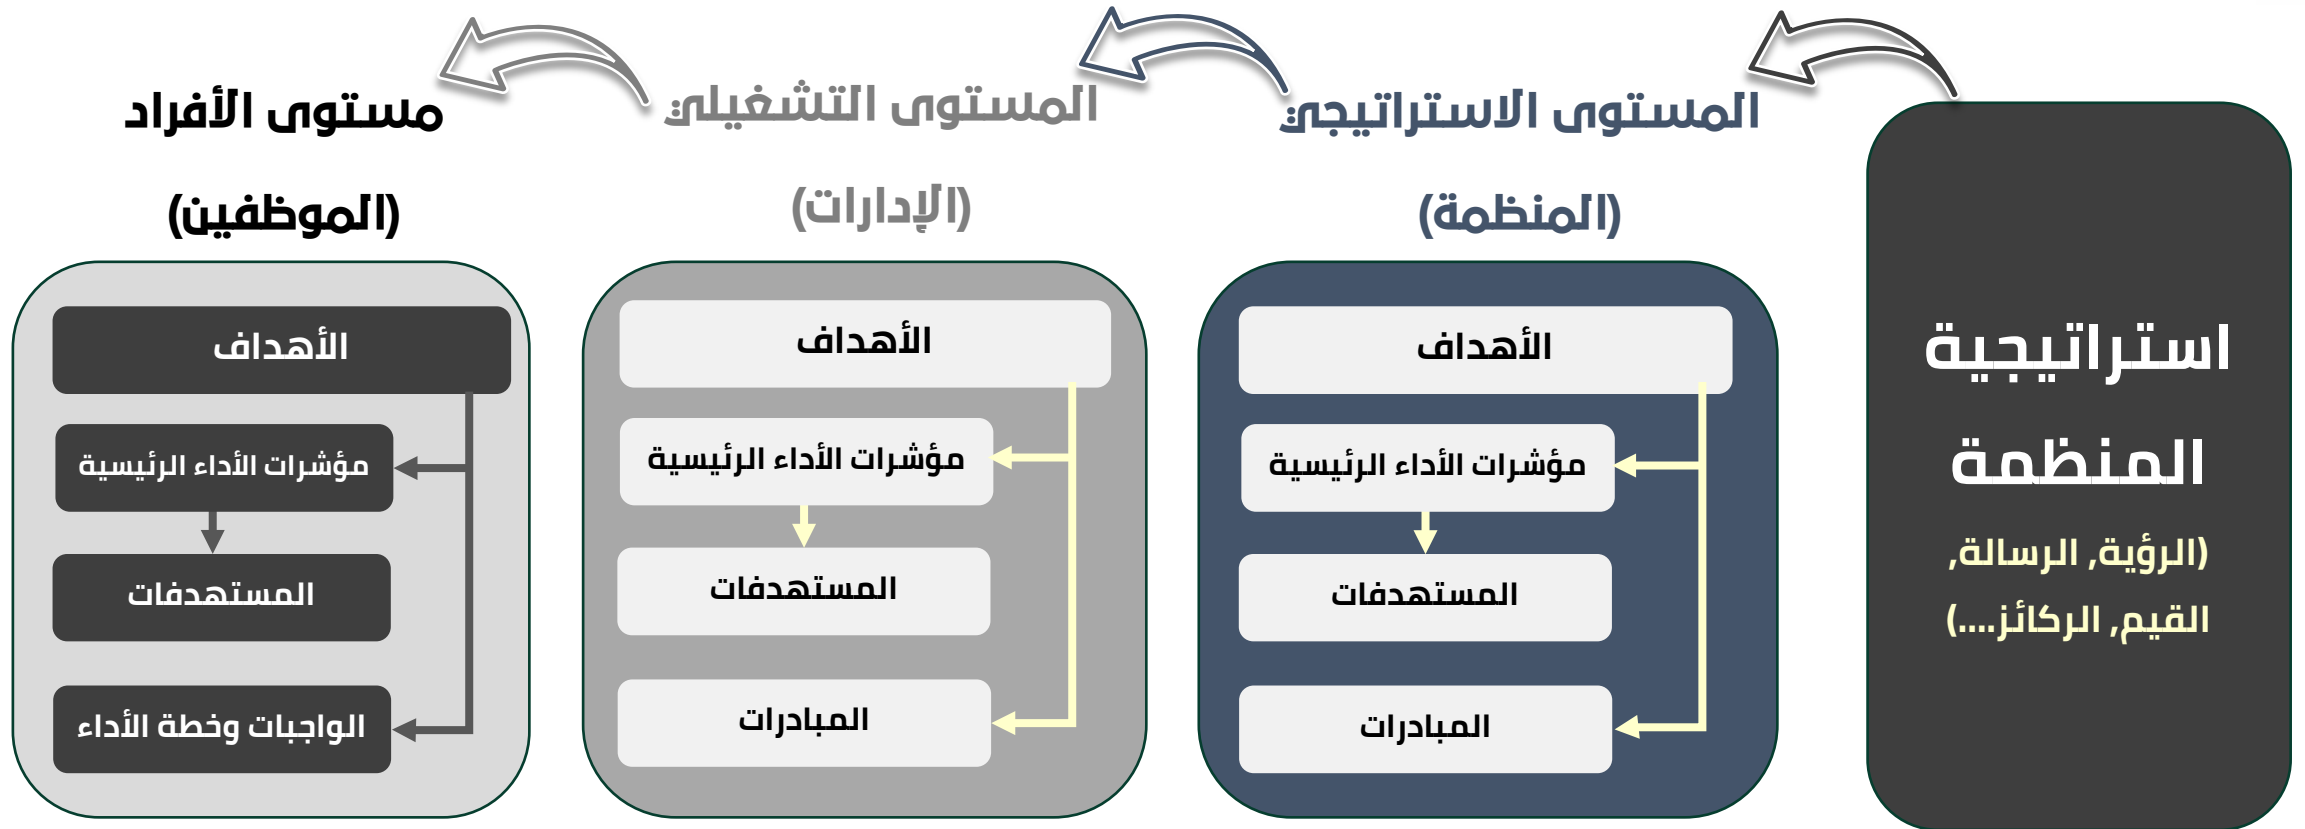 استراتيجية
المنظمة
(الرؤية, الرسالة,
القيم, الركائز....)
المستوى الاستراتيجي
(المنظمة)
الأهداف
مؤشرات الأداء الرئيسية
المستهدفات
المبادرات
المستوى التشغيلي
(الإدارات)
الأهداف
مؤشرات الأداء الرئيسية
المستهدفات
المبادرات
مستوى الأفراد
(الموظفين)
الأهداف
مؤشرات الأداء الرئيسية
المستهدفات
الواجبات وخطة الأداء